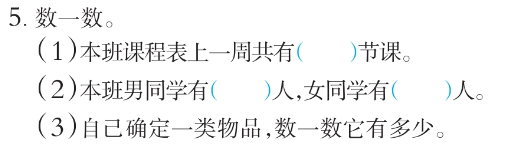 5. 数一数。
(1)本班课程表上一周共有(　　)节课。
(2)本班男同学有(　　)人,女同学有(　　)人。
(3)自己确定一类物品,数一数它有多少。